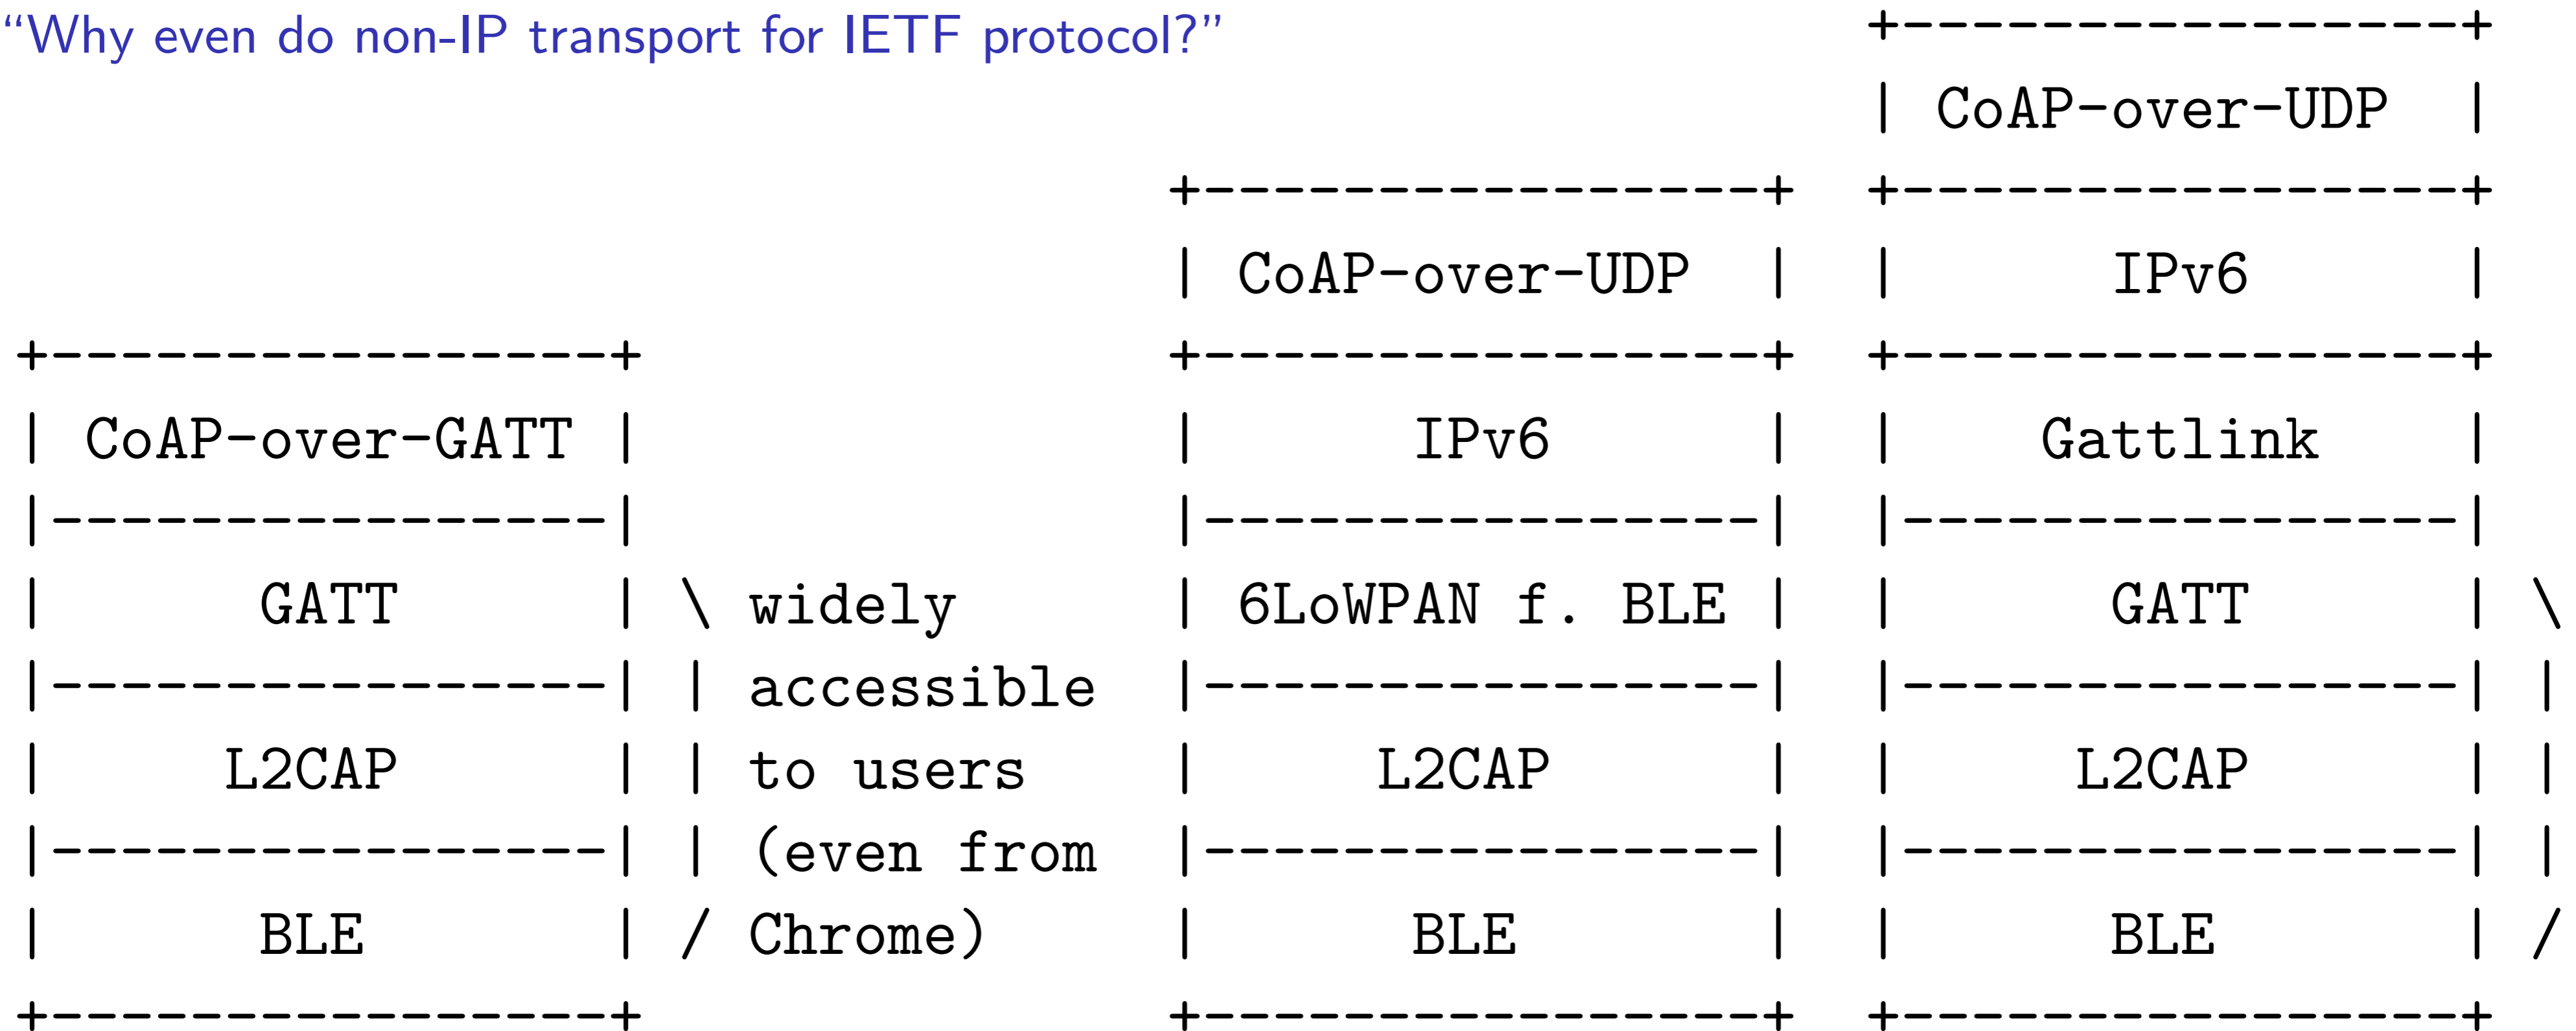 “Why even do non-IP transport for IETF protocol?”
                                                      +----------------+
                                                      | CoAP-over-UDP  |
                                  +----------------+  +----------------+
                                  | CoAP-over-UDP  |  |      IPv6      |
+----------------+                +----------------+  +----------------+
| CoAP-over-GATT |                |      IPv6      |  |    Gattlink    |
|----------------|                |----------------|  |----------------|
|      GATT      | \ widely       | 6LoWPAN f. BLE |  |      GATT      | \
|----------------| | accessible   |----------------|  |----------------| |
|     L2CAP      | | to users     |     L2CAP      |  |     L2CAP      | |
|----------------| | (even from   |----------------|  |----------------| |
|      BLE       | / Chrome)      |      BLE       |  |      BLE       | /
+----------------+                +----------------+  +----------------+